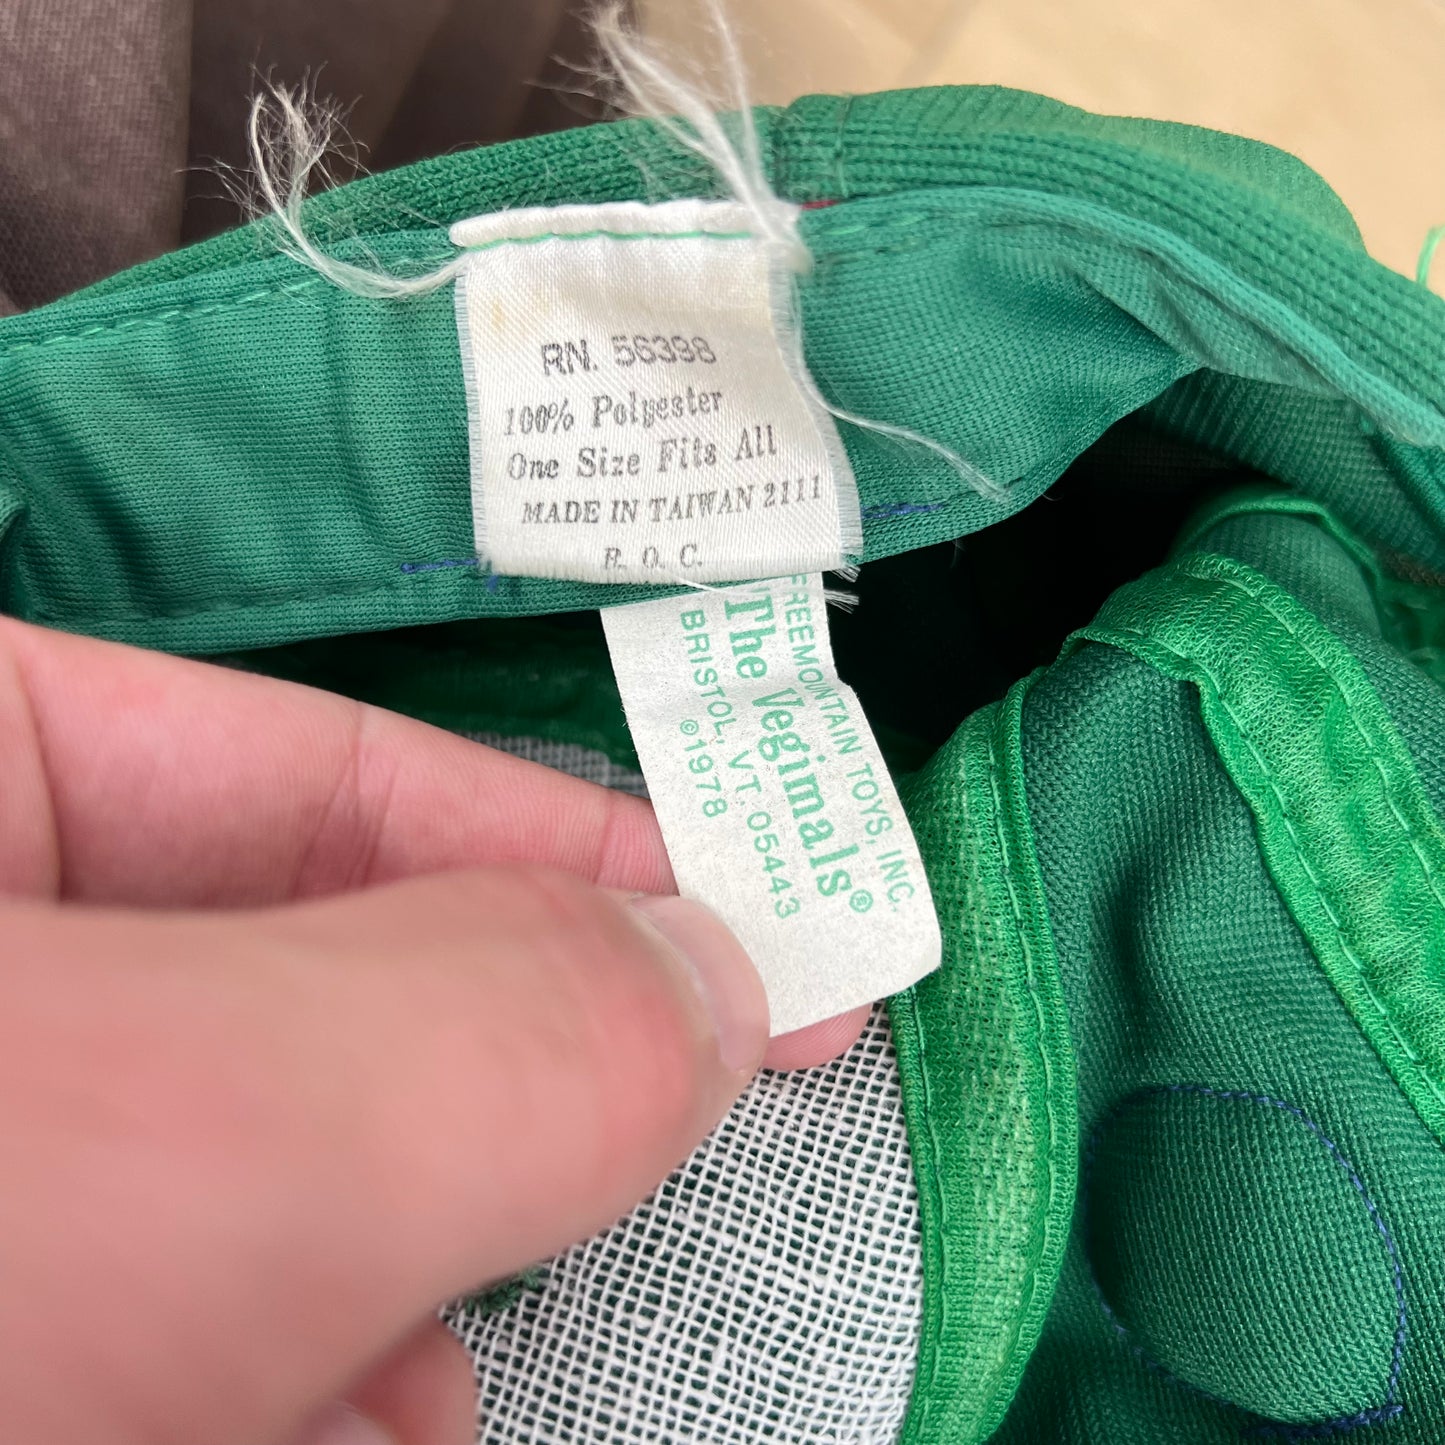 RN. 56398
100% Polyester
One Size Fits All
MADE IN TAIWAN 2111
R. O. C.
FREEMOUNTAIN TOYS, INC.
"The Vegimals®
BRISTOL, VT. 05443
©1978